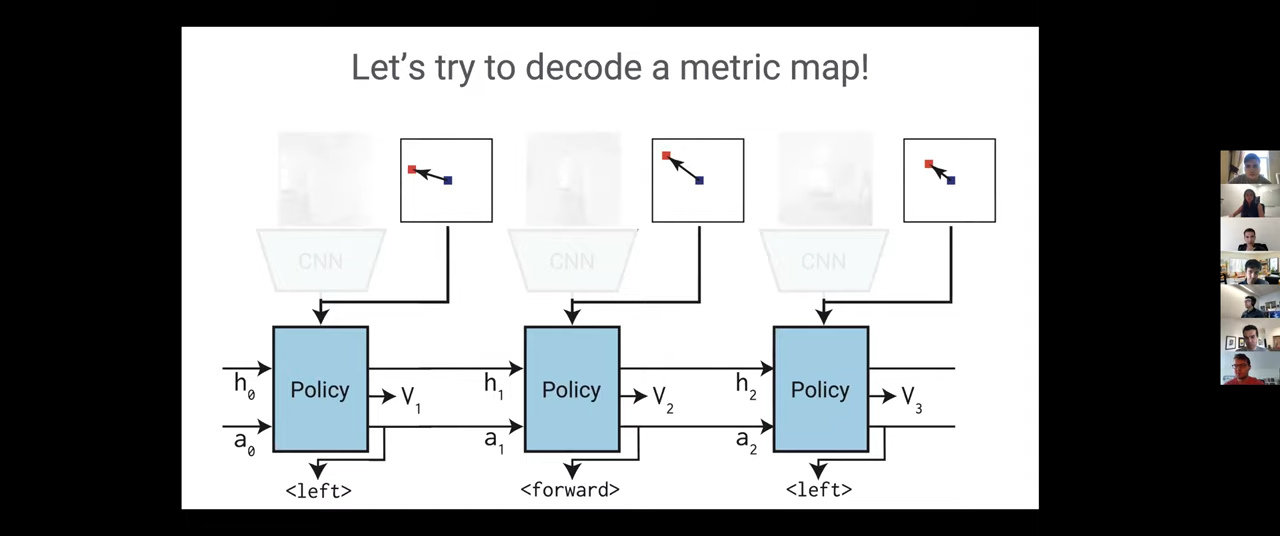 Let's try to decode a metric map!
CNN CNN CNN
Policy Policy Policy
h0 h1 h2
V1 V2 V3
a0 a1 a2
<left> <forward> <left>